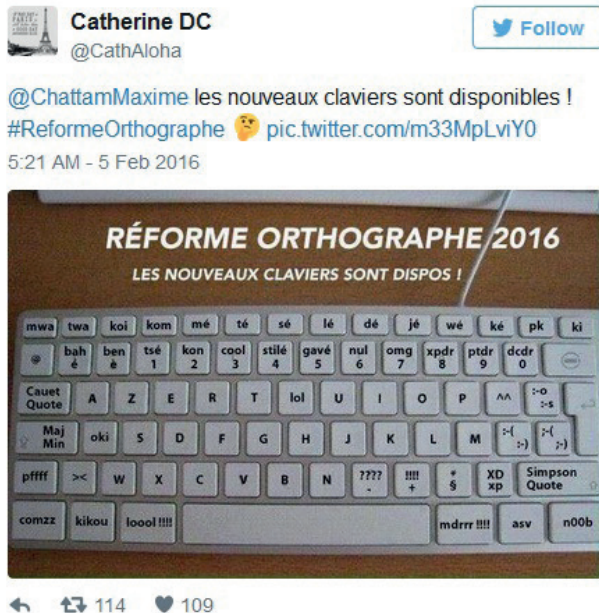 Catherine DC
@CathAloha
Follow
@ChattamMaxime les nouveaux claviers sont disponibles !
#ReformeOrthographe 🤔 pic.twitter.com/m33MpLviY0
5:21 AM - 5 Feb 2016
RÉFORME ORTHOGRAPHE 2016
LES NOUVEAUX CLAVIERS SONT DISPOS !
mwa twa koi kom mé té sé lé dé jé wé ké pk ki
@ bah ben tsé kon cool stilé gavé nul omg xpdr ptdr dcdr
é è 1 2 3 4 5 6 7 8 9 0
Cauet A Z E R T lol U I O P ^^ :-o
Quote :-s
Maj oki S D F G H J K L M :-( ;-(
Min :-) ;-)
pffff >< W X C V B N ???? !!!! * XD Simpson
. + § xp Quote
comzz kikou loool !!!! mdrrr !!!! asv n00b
114 109